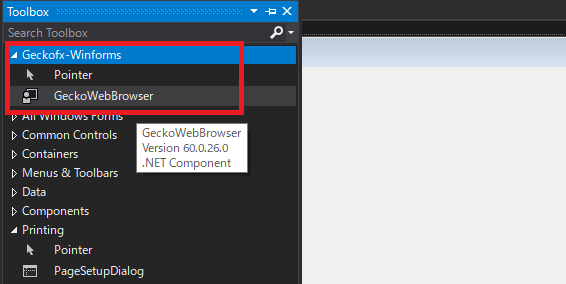 Toolbox
Search Toolbox
Geckofx-Winforms
Pointer
GeckoWebBrowser
All Windows Forms
Common Controls
Containers
Menus & Toolbars
Data
Components
Printing
Pointer
PageSetupDialog
GeckoWebBrowser
Version 60.0.26.0
.NET Component